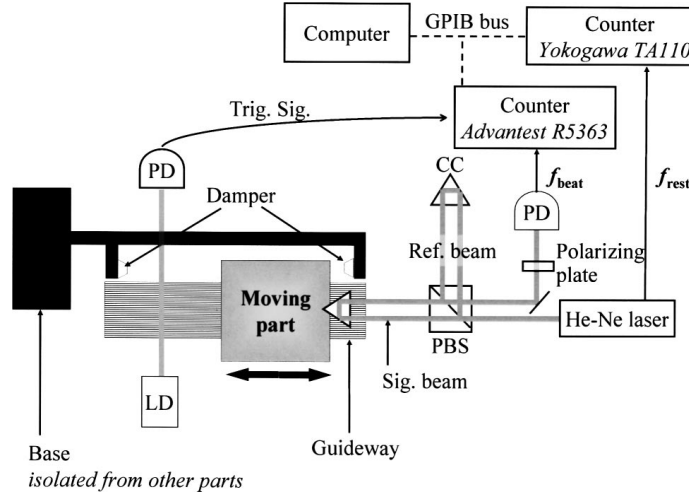 Computer
GPIB bus
Counter
Yokogawa TA110
Trig. Sig.
Counter
Advantest R5363
PD
CC
f_beat
f_rest
PD
Damper
Ref. beam
Polarizing
plate
Moving
part
He-Ne laser
PBS
Sig. beam
LD
Guideway
Base
isolated from other parts